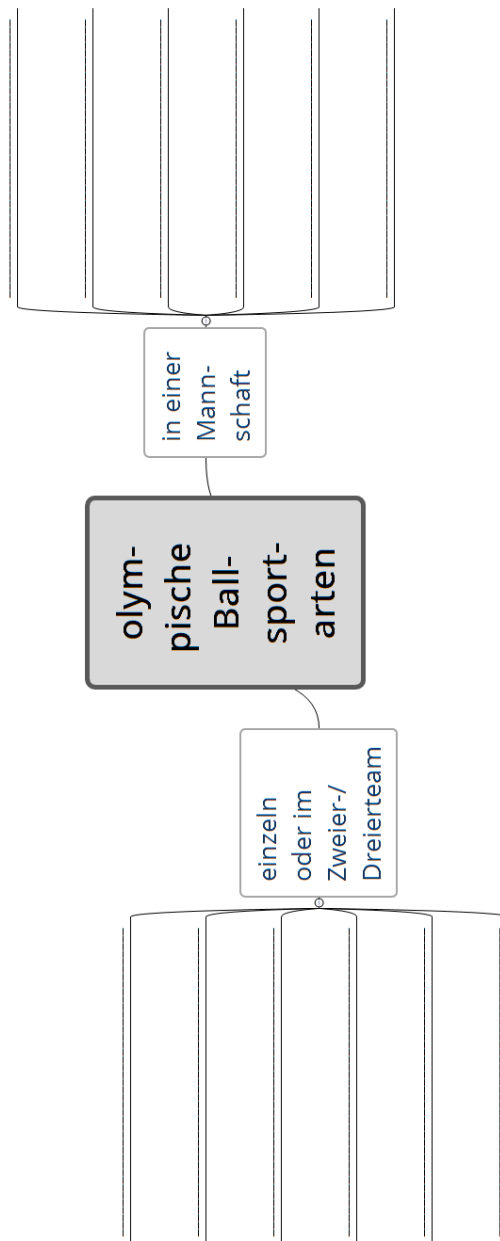 in einer
Mann-
schaft
olym-
pische
Ball-
sport-
arten
einzeln
oder im
Zweier-/
Dreierteam